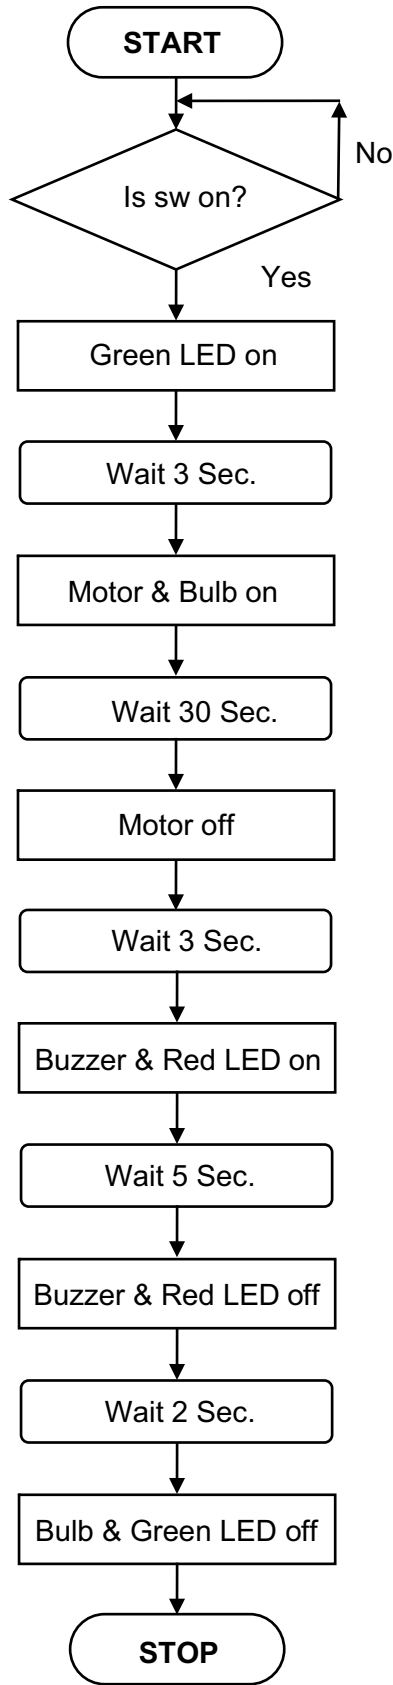 START
No
Is sw on?
Yes
Green LED on
Wait 3 Sec.
Motor & Bulb on
Wait 30 Sec.
Motor off
Wait 3 Sec.
Buzzer & Red LED on
Wait 5 Sec.
Buzzer & Red LED off
Wait 2 Sec.
Bulb & Green LED off
STOP